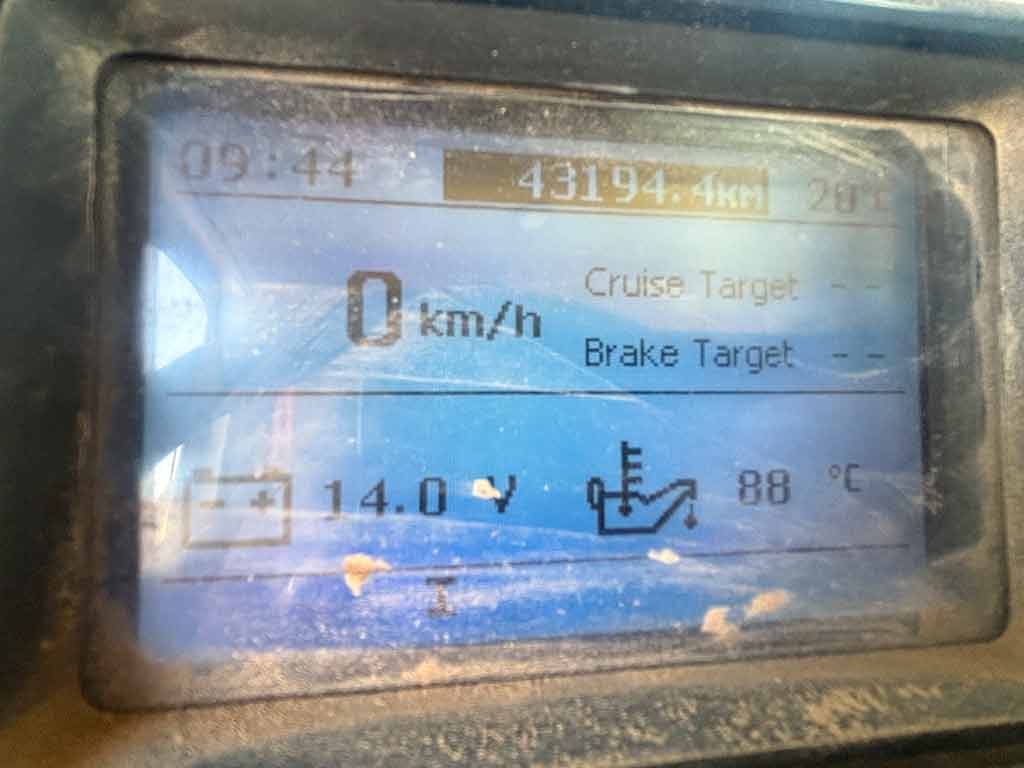 09:44 43194.4KM 20°C
0 km/h
Cruise Target --
Brake Target --
- + 14.0 V 88 °C
I